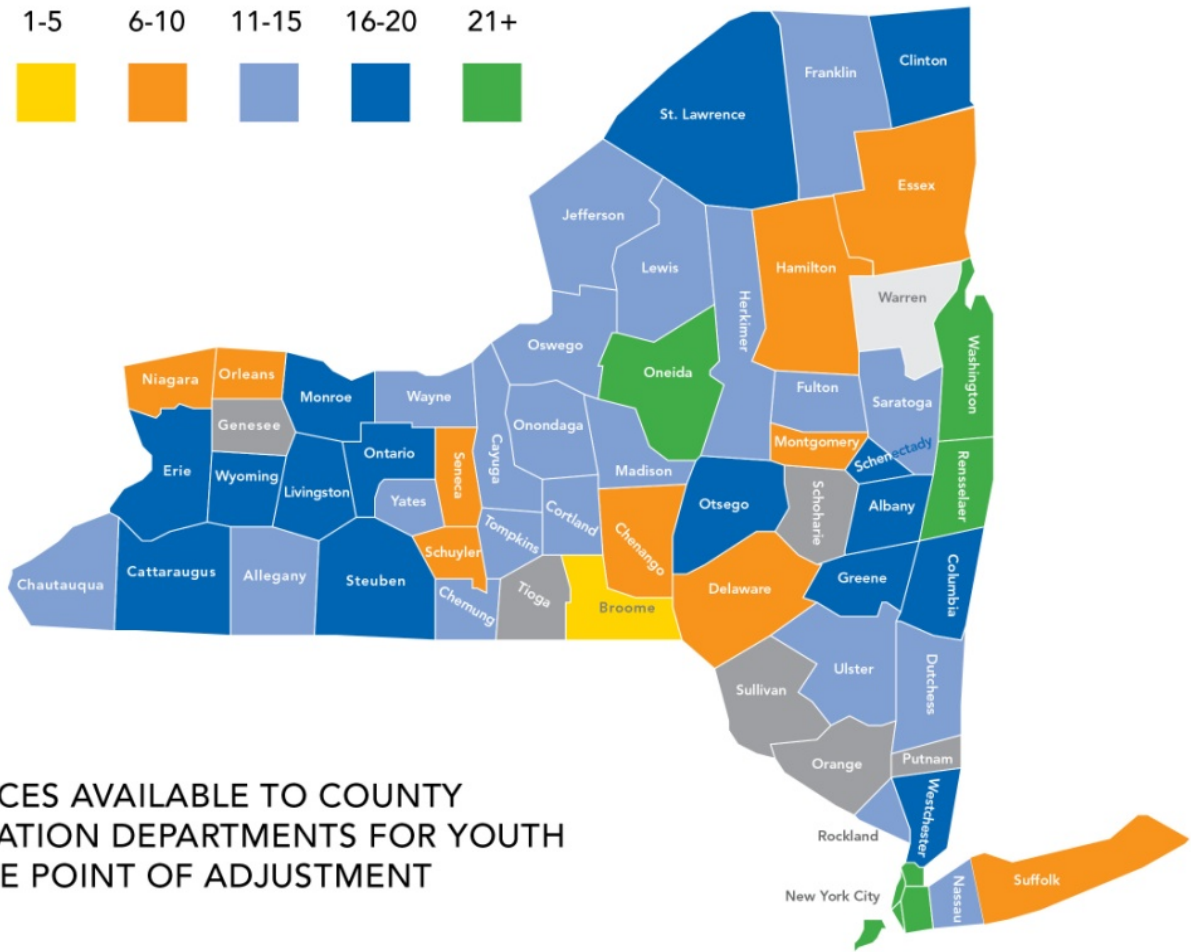 1-5 6-10 11-15 16-20 21+
Clinton
Franklin
St. Lawrence
Essex
Jefferson
Lewis
Hamilton
Herkimer
Warren
Oswego
Oneida
Washington
Niagara
Orleans
Monroe
Wayne
Fulton
Saratoga
Genesee
Onondaga
Cayuga
Montgomery
Schenectady
Erie
Wyoming
Livingston
Ontario
Seneca
Madison
Rensselaer
Yates
Otsego
Schoharie
Albany
Tompkins
Cortland
Chenango
Schuyler
Chautauqua
Cattaraugus
Allegany
Steuben
Chemung
Tioga
Broome
Delaware
Greene
Columbia
Sullivan
Ulster
Dutchess
Orange
Putnam
CES AVAILABLE TO COUNTY
ATION DEPARTMENTS FOR YOUTH
E POINT OF ADJUSTMENT
Rockland
Westchester
New York City
Nassau
Suffolk